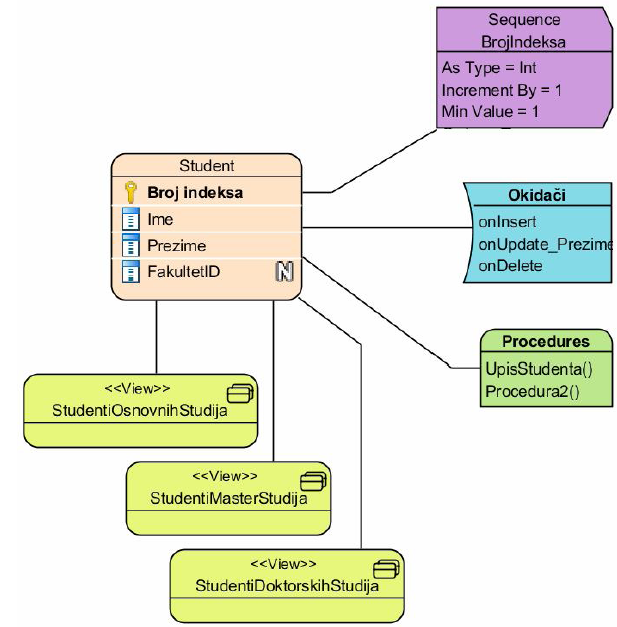 Sequence
BrojIndeksa
As Type = Int
Increment By = 1
Min Value = 1
Student
Broj indeksa
Ime
Prezime
FakultetID
N
Okidači
onInsert
onUpdate_Prezime
onDelete
Procedures
UpisStudenta()
Procedura2()
<<View>>
StudentiOsnovnihStudija
<<View>>
StudentiMasterStudija
<<View>>
StudentiDoktorskihStudija